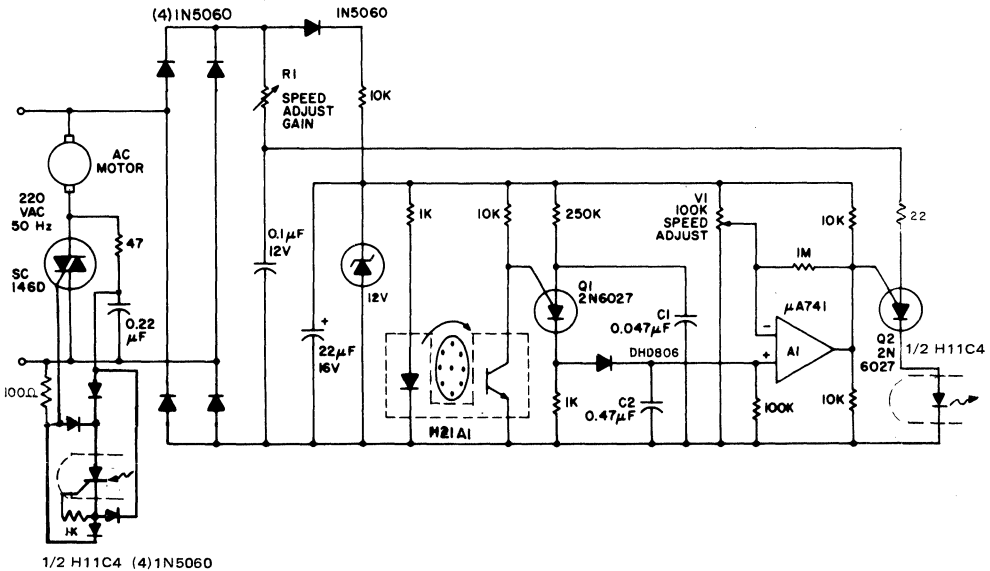 (4) 1N5060
1N5060
R1
SPEED
ADJUST
GAIN
10K
AC
MOTOR
220
VAC
50 Hz
47
SC
146D
0.22
µF
0.1µF
12V
1K
10K
250K
V1
100K
SPEED
ADJUST
10K
22
1M
12V
Q1
2N6027
C1
0.047µF
µA741
-
+
A1
Q2
2N
6027
1/2 H11C4
+
22µF
16V
DHD806
100Ω
H21A1
1K
C2
0.47µF
100K
10K
1K
1/2 H11C4 (4)1N5060